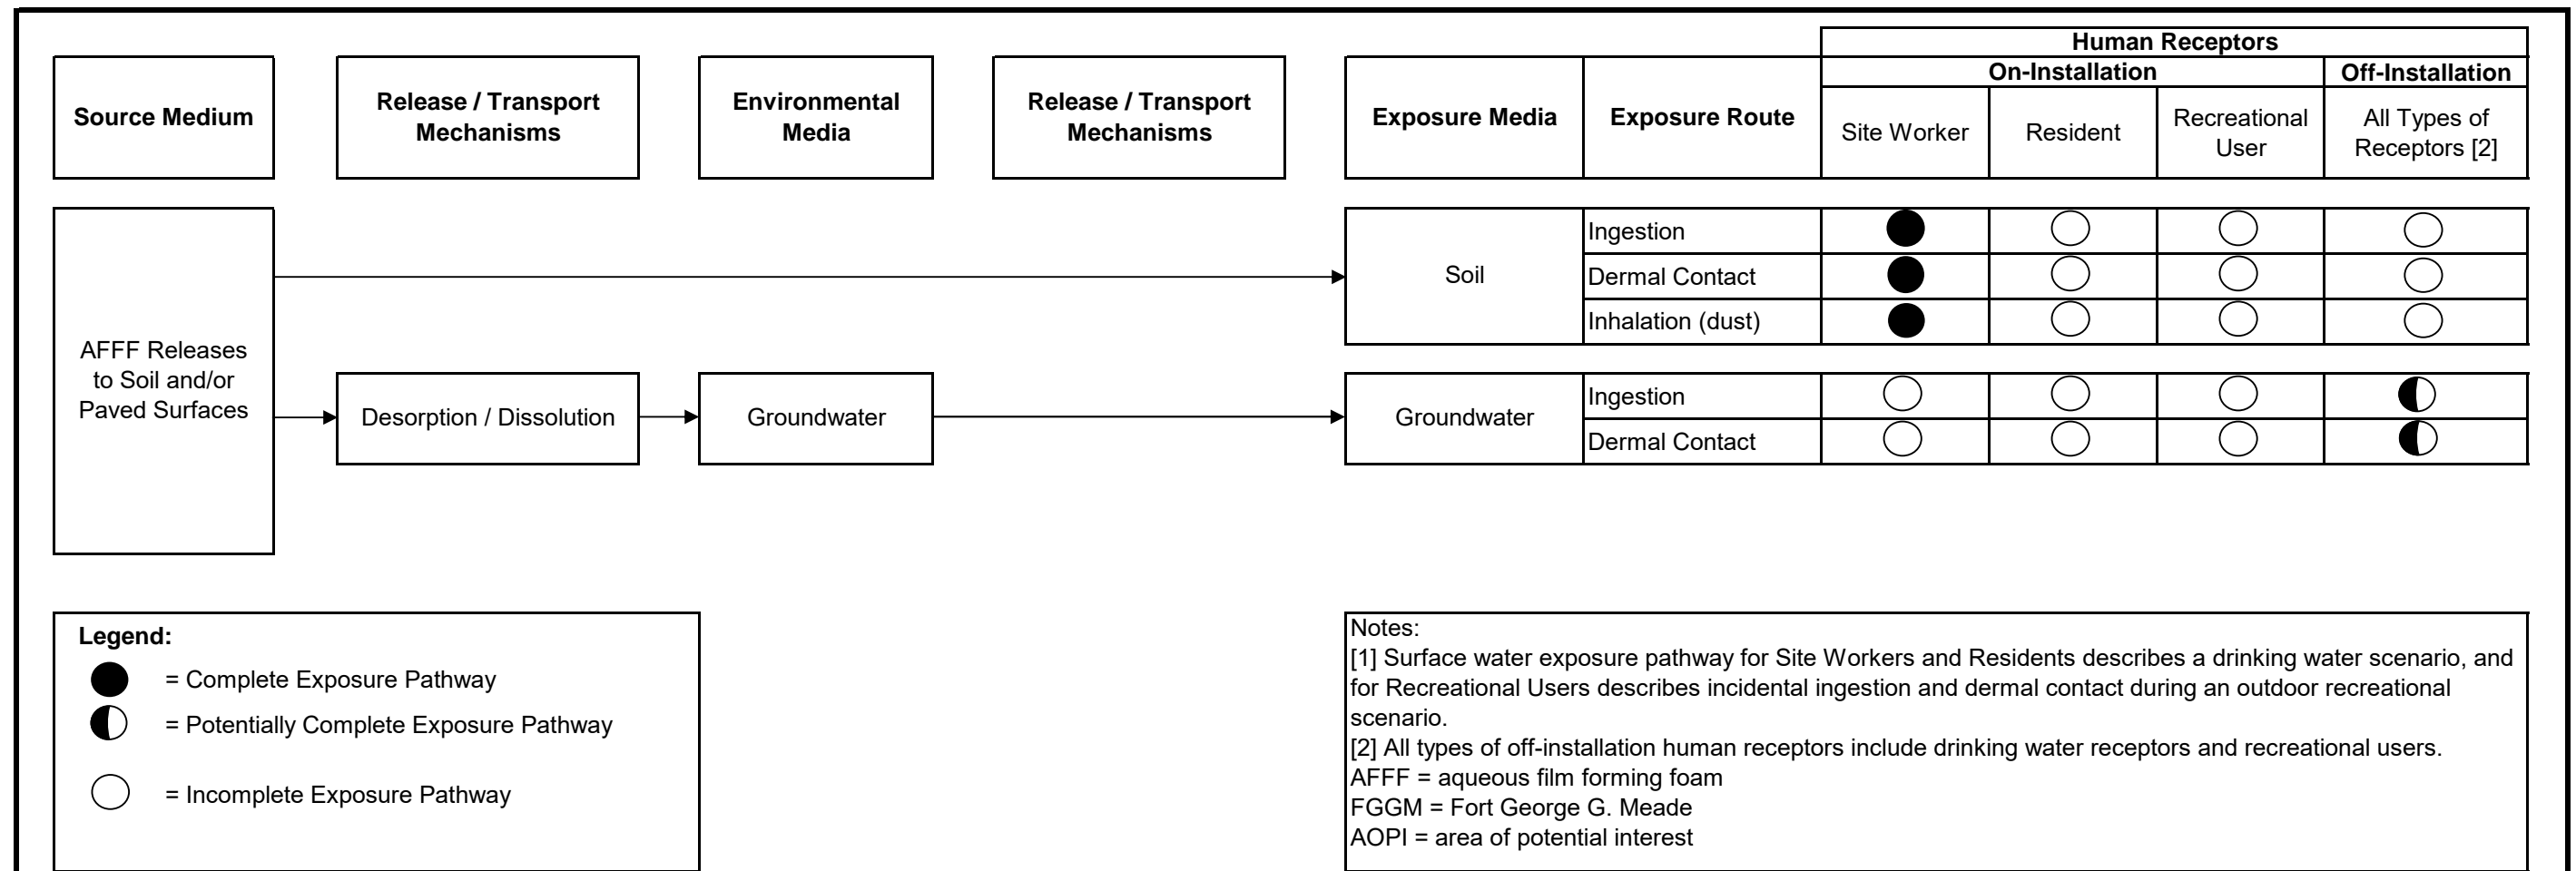 Human Receptors
On-Installation
Off-Installation
Source Medium
Release / Transport
Mechanisms
Environmental
Media
Release / Transport
Mechanisms
Exposure Media
Exposure Route
Site Worker
Resident
Recreational
User
All Types of
Receptors [2]
AFFF Releases
to Soil and/or
Paved Surfaces
Soil
Ingestion
Dermal Contact
Inhalation (dust)
Desorption / Dissolution
Groundwater
Groundwater
Ingestion
Dermal Contact
Legend:
= Complete Exposure Pathway
= Potentially Complete Exposure Pathway
= Incomplete Exposure Pathway
Notes:
[1] Surface water exposure pathway for Site Workers and Residents describes a drinking water scenario, and
for Recreational Users describes incidental ingestion and dermal contact during an outdoor recreational
scenario.
[2] All types of off-installation human receptors include drinking water receptors and recreational users.
AFFF = aqueous film forming foam
FGGM = Fort George G. Meade
AOPI = area of potential interest